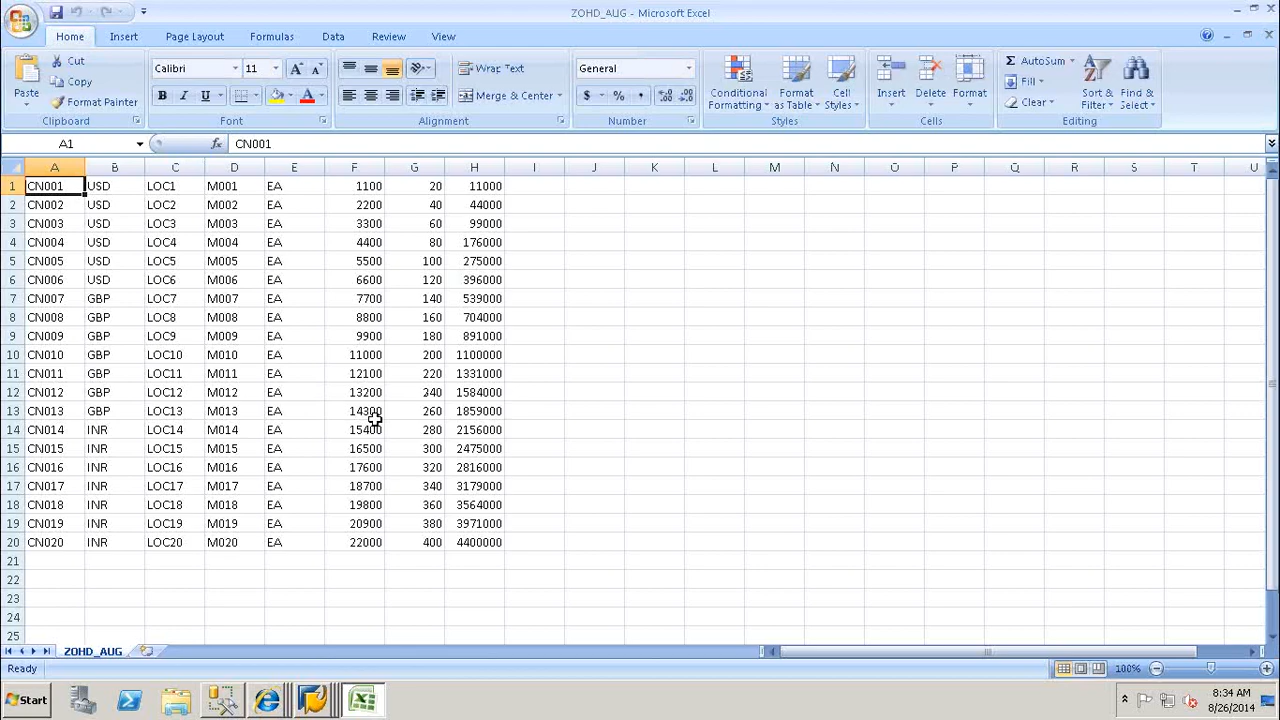 ZOHD_AUG - Microsoft Excel
Home Insert Page Layout Formulas Data Review View
Paste
Cut
Copy
Format Painter
Clipboard
Calibri 11
Font
Wrap Text
Merge & Center
Alignment
General
$ % ,
Number
Conditional Formatting
Format as Table
Cell Styles
Styles
Insert Delete Format
Cells
AutoSum
Fill
Clear
Sort & Filter
Find & Select
Editing
A1 fx CN001
A B C D E F G H I J K L M N O P Q R S T U
1 CN001 USD LOC1 M001 EA 1100 20 11000
2 CN002 USD LOC2 M002 EA 2200 40 44000
3 CN003 USD LOC3 M003 EA 3300 60 99000
4 CN004 USD LOC4 M004 EA 4400 80 176000
5 CN005 USD LOC5 M005 EA 5500 100 275000
6 CN006 USD LOC6 M006 EA 6600 120 396000
7 CN007 GBP LOC7 M007 EA 7700 140 539000
8 CN008 GBP LOC8 M008 EA 8800 160 704000
9 CN009 GBP LOC9 M009 EA 9900 180 891000
10 CN010 GBP LOC10 M010 EA 11000 200 1100000
11 CN011 GBP LOC11 M011 EA 12100 220 1331000
12 CN012 GBP LOC12 M012 EA 13200 240 1584000
13 CN013 GBP LOC13 M013 EA 14300 260 1859000
14 CN014 INR LOC14 M014 EA 15400 280 2156000
15 CN015 INR LOC15 M015 EA 16500 300 2475000
16 CN016 INR LOC16 M016 EA 17600 320 2816000
17 CN017 INR LOC17 M017 EA 18700 340 3179000
18 CN018 INR LOC18 M018 EA 19800 360 3564000
19 CN019 INR LOC19 M019 EA 20900 380 3971000
20 CN020 INR LOC20 M020 EA 22000 400 4400000
21
22
23
24
25
ZOHD_AUG
Ready 100%
Start
8:34 AM
8/26/2014